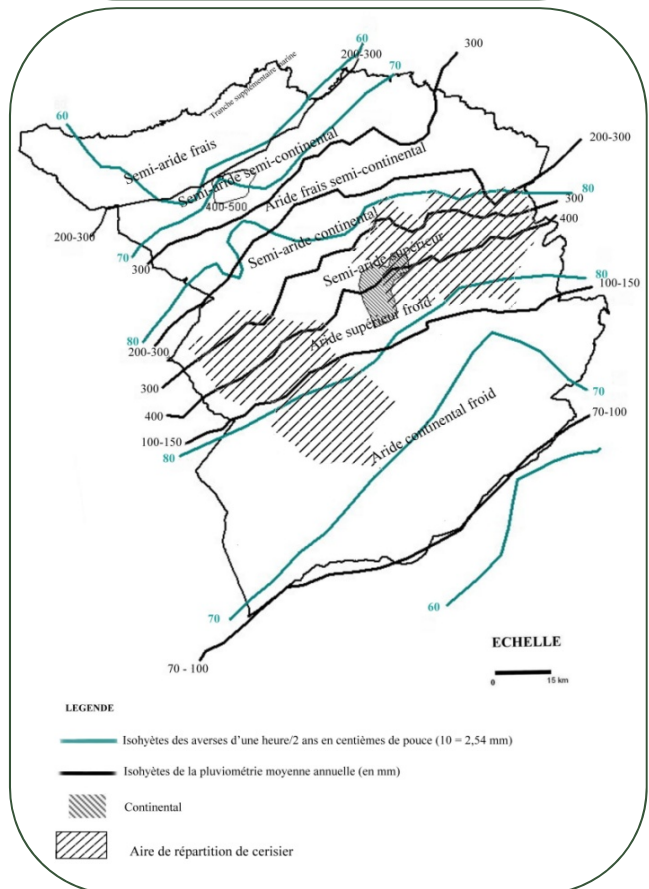 60
300
200-300
70
Tranche supplémentaire marine
60
Semi-aride frais
200-300
Semi-aride semi-continental
Aride frais semi-continental
400-500
80
300
400
200-300
70
300
Semi-aride continental
Semi-aride supérieur
80
100-150
Aride supérieur froid
80
200-300
300
400
100-150
80
70
70-100
Aride continental froid
70
60
70 - 100
ECHELLE
0 15 km
LEGENDE
Isohyètes des averses d’une heure/2 ans en centièmes de pouce (10 = 2,54 mm)
Isohyètes de la pluviométrie moyenne annuelle (en mm)
Continental
Aire de répartition de cerisier